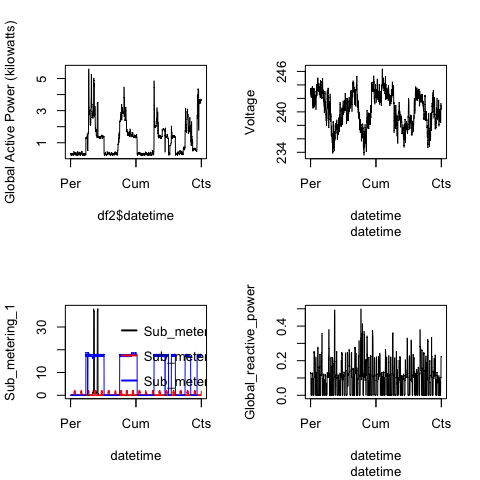 Global Active Power (kilowatts)
1
3
5
Per Cum Cts
df2$datetime
Voltage
234
240
246
Per Cum Cts
datetime
datetime
Sub_metering_1
0
10
30
Sub_meter
Sub_meter
Sub_meter
Per Cum Cts
datetime
Global_reactive_power
0.0
0.2
0.4
Per Cum Cts
datetime
datetime